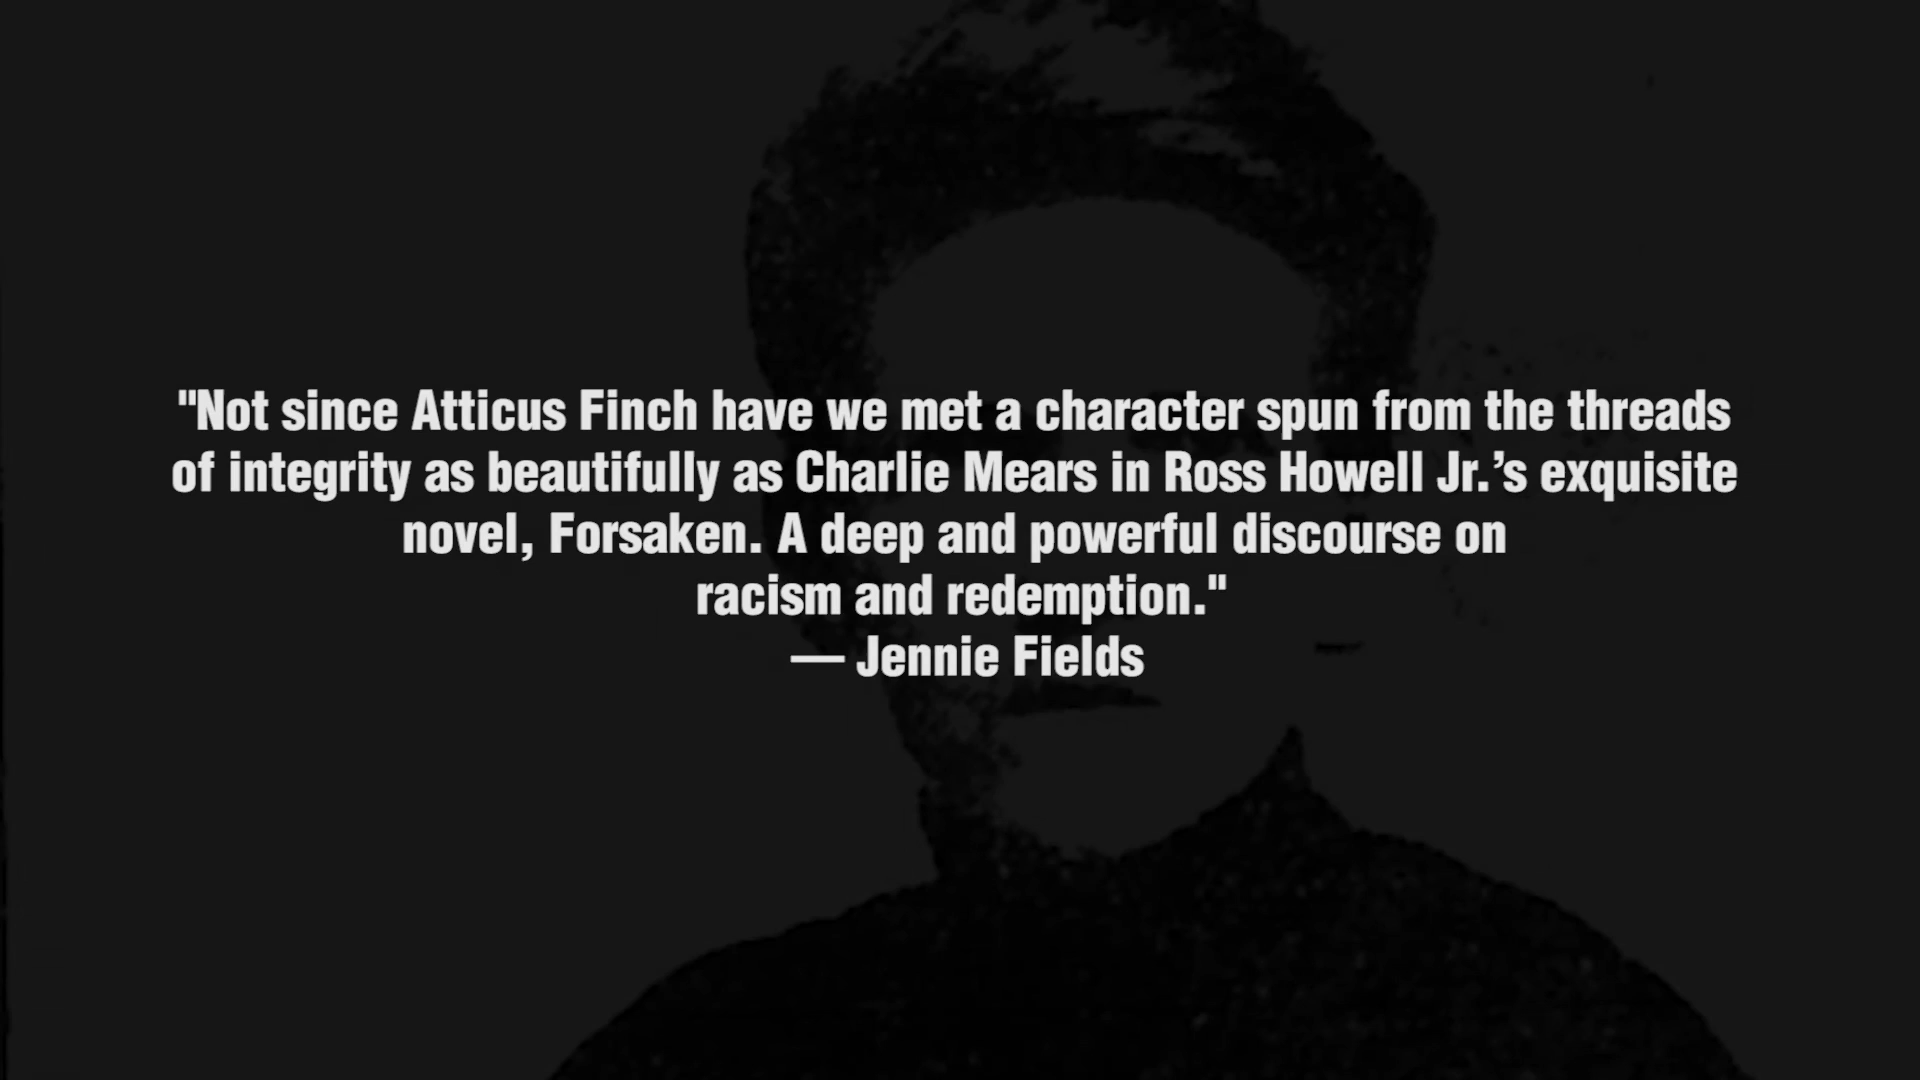 "Not since Atticus Finch have we met a character spun from the threads
of integrity as beautifully as Charlie Mears in Ross Howell Jr.’s exquisite
novel, Forsaken. A deep and powerful discourse on
racism and redemption."
— Jennie Fields